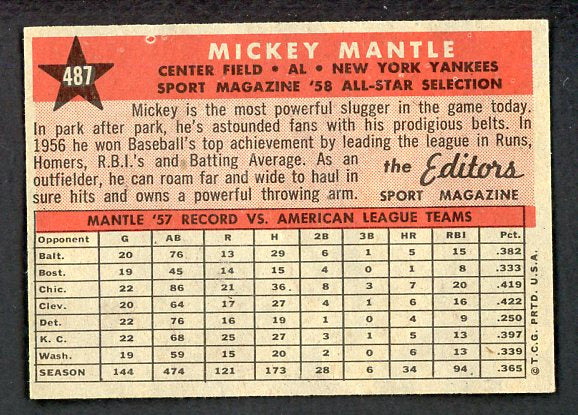 487
MICKEY MANTLE
CENTER FIELD • AL • NEW YORK YANKEES
SPORT MAGAZINE '58 ALL-STAR SELECTION
Mickey is the most powerful slugger in the game today.
In park after park, he's astounded fans with his prodigious belts. In
1956 he won Baseball's top achievement by leading the league in Runs,
Homers, R.B.I.'s and Batting Average. As an
outfielder, he can roam far and wide to haul in
sure hits and owns a powerful throwing arm.
the Editors
SPORT MAGAZINE
MANTLE '57 RECORD VS. AMERICAN LEAGUE TEAMS
Opponent G AB R H 2B 3B HR RBI Pct.
Balt. 20 76 13 29 6 1 5 15 .382
Bost. 19 45 14 15 4 0 1 8 .333
Chic. 22 86 21 36 8 3 7 20 .419
Clev. 20 64 17 27 4 1 6 16 .422
Det. 22 76 16 19 1 0 4 9 .250
K. C. 22 68 25 27 3 1 5 13 .397
Wash. 19 59 15 20 2 0 6 13 .339
SEASON 144 474 121 173 28 6 34 94 .365
© T.C.G. PRTD. U.S.A.